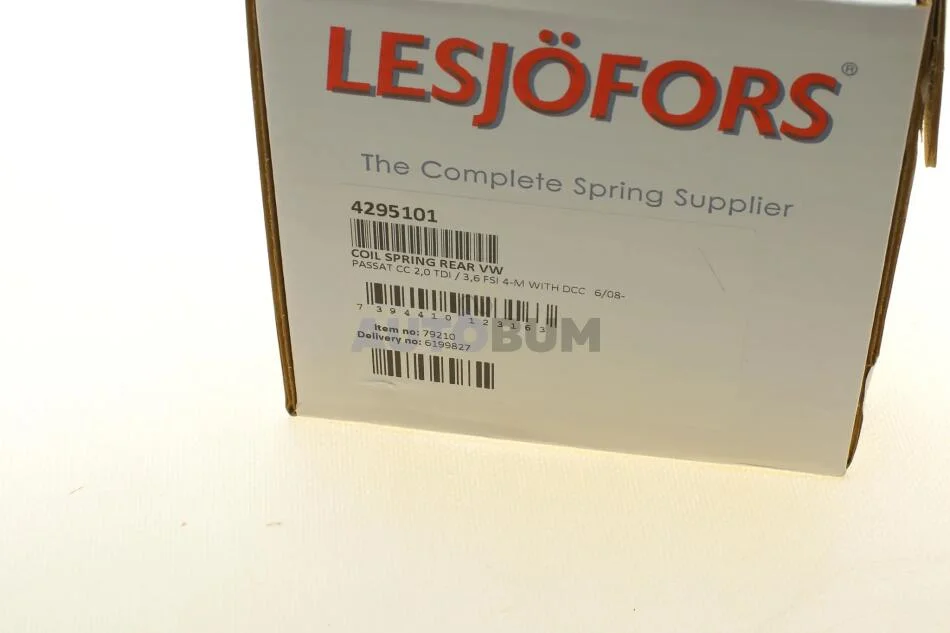 LESJÖFORS®
The Complete Spring Supplier
4295101
COIL SPRING REAR VW
PASSAT CC 2,0 TDI / 3,6 FSI 4-M WITH DCC 6/08-
7 394410 123163
Item no: 79210
AUTOBUM
Delivery no: 6199827